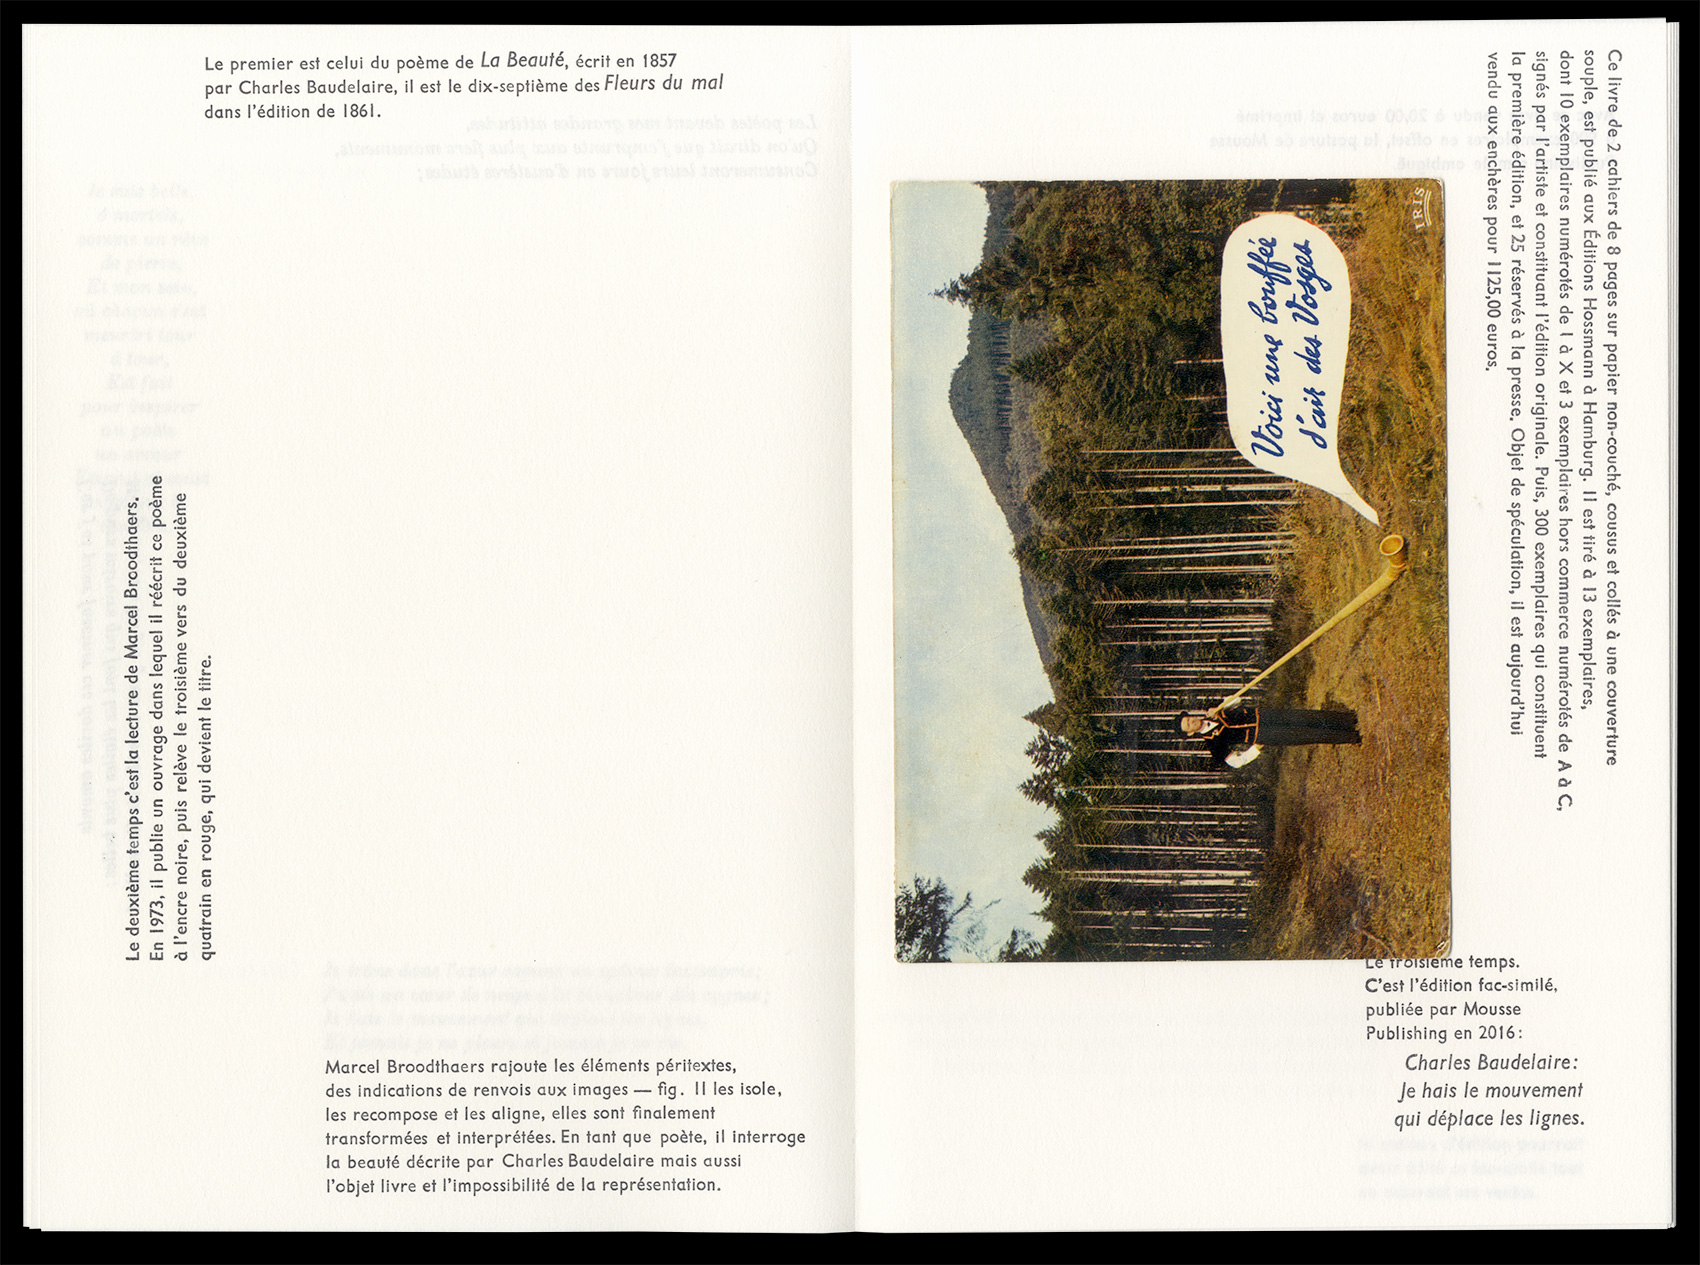 Le premier est celui du poème de La Beauté, écrit en 1857
par Charles Baudelaire, il est le dix-septième des Fleurs du mal
dans l'édition de 1861.
Le deuxième temps c'est la lecture de Marcel Broodthaers.
En 1973, il publie un ouvrage dans lequel il réécrit ce poème
à l'encre noire, puis relève le troisième vers du deuxième
quatrain en rouge, qui devient le titre.
Marcel Broodthaers rajoute les éléments péritextes,
des indications de renvois aux images — fig. II les isole,
les recompose et les aligne, elles sont finalement
transformées et interprétées. En tant que poète, il interroge
la beauté décrite par Charles Baudelaire mais aussi
l'objet livre et l'impossibilité de la représentation.
Ce livre de 2 cahiers de 8 pages sur papier non-couché, cousus et collés à une couverture
souple, est publié aux Éditions Hossmann à Hamburg. Il est tiré à 13 exemplaires,
dont 10 exemplaires numérotés de I à X et 3 exemplaires hors commerce numérotés de A à C,
signés par l'artiste et constituant l'édition originale. Puis, 300 exemplaires qui constituent
la première édition, et 25 réservés à la presse. Objet de spéculation, il est aujourd'hui
vendu aux enchères pour 1125,00 euros.
IRIS
Voici une bouffée
d'air des Vosges
Le troisième temps.
C'est l'édition fac-similé,
publiée par Mousse
Publishing en 2016 :
Charles Baudelaire :
Je hais le mouvement
qui déplace les lignes.